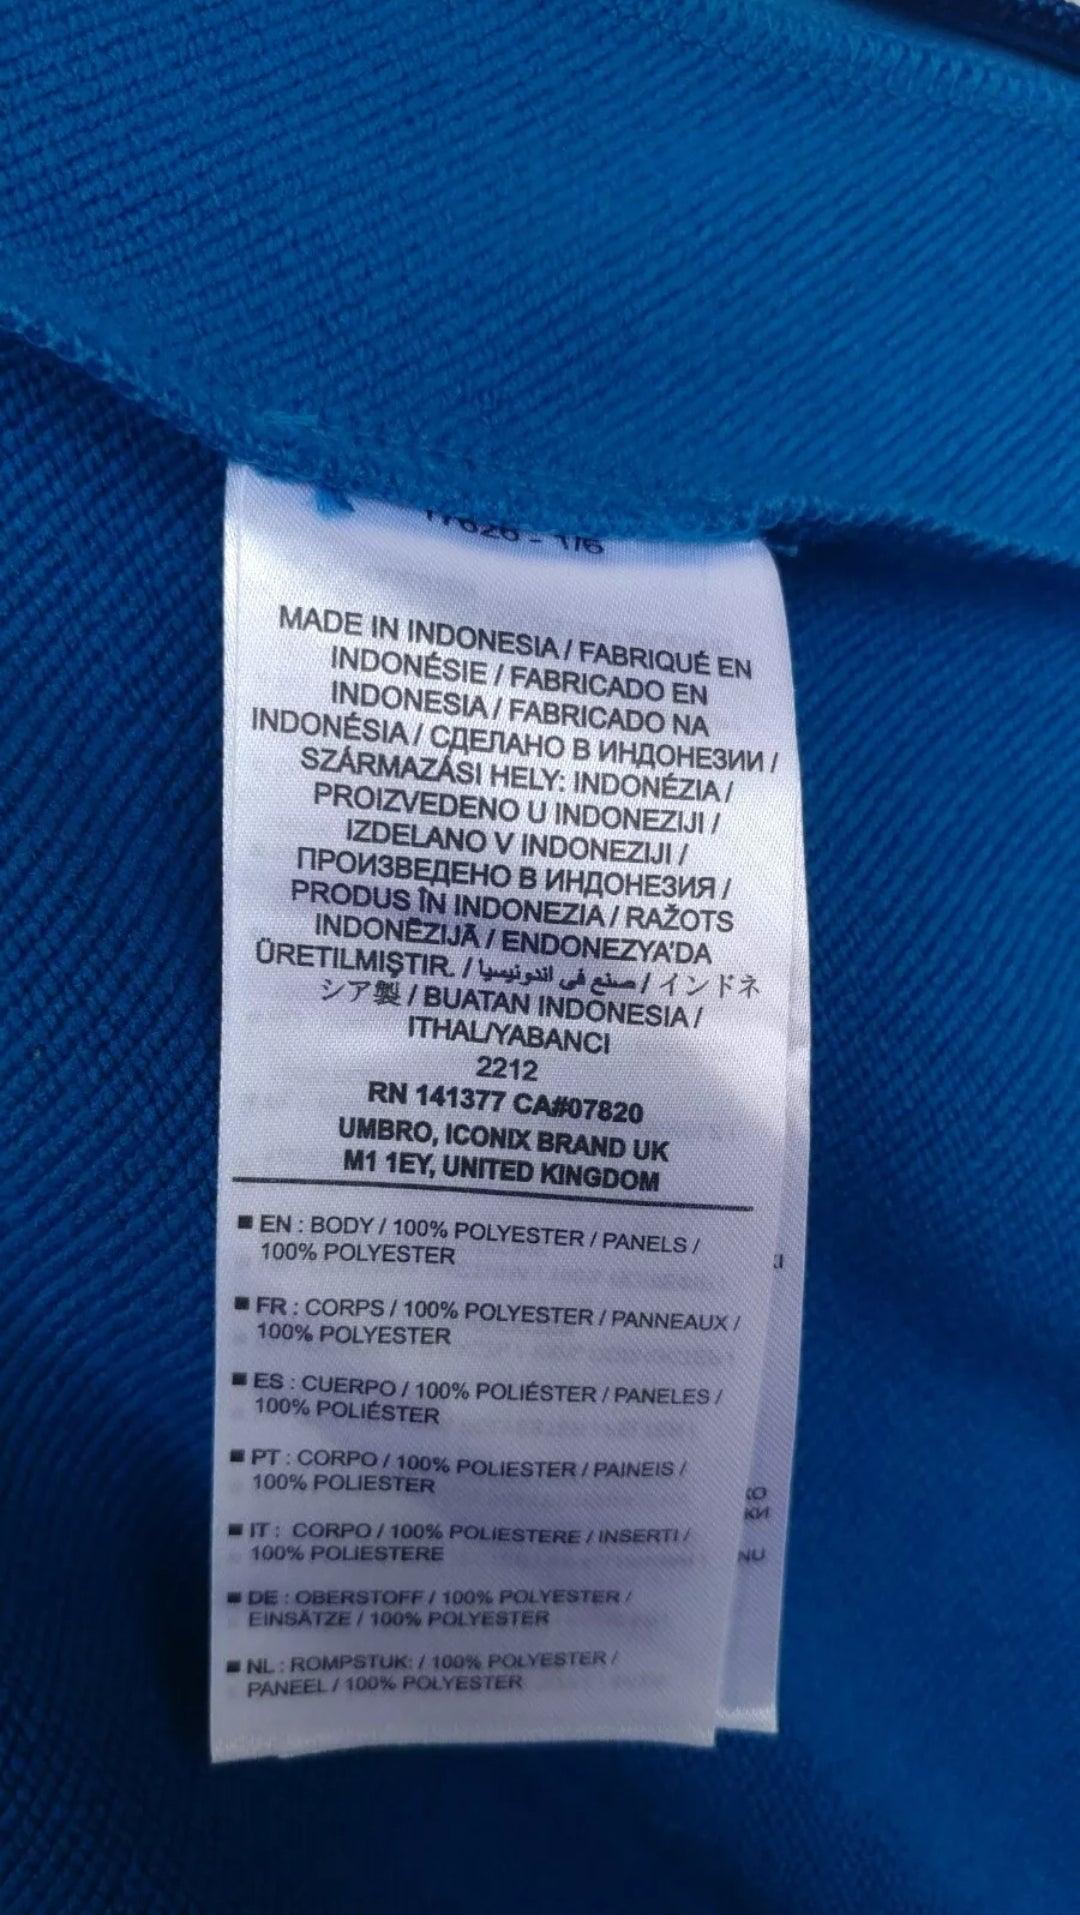 - 1/6
MADE IN INDONESIA / FABRIQUÉ EN
INDONÉSIE / FABRICADO EN
INDONESIA / FABRICADO NA
INDONÉSIA / СДЕЛАНО В ИНДОНЕЗИИ /
SZÁRMAZÁSI HELY: INDONÉZIA /
PROIZVEDENO U INDONEZIJI /
IZDELANO V INDONEZIJI /
ПРОИЗВЕДЕНО В ИНДОНЕЗИЯ /
PRODUS ÎN INDONEZIA / RAŽOTS
INDONĒZIJĀ / ENDONEZYA'DA
ÜRETILMIŞTIR. / صنع في اندونيسيا / インドネ
シア製 / BUATAN INDONESIA /
ITHAL/YABANCI
2212
RN 141377 CA#07820
UMBRO, ICONIX BRAND UK
M1 1EY, UNITED KINGDOM
■ EN : BODY / 100% POLYESTER / PANELS /
100% POLYESTER
■ FR : CORPS / 100% POLYESTER / PANNEAUX /
100% POLYESTER
■ ES : CUERPO / 100% POLIÉSTER / PANELES /
100% POLIÉSTER
■ PT : CORPO / 100% POLIESTER / PAINEIS /
100% POLIESTER
■ IT : CORPO / 100% POLIESTERE / INSERTI /
100% POLIESTERE
■ DE : OBERSTOFF / 100% POLYESTER /
EINSÄTZE / 100% POLYESTER
■ NL : ROMPSTUK: / 100% POLYESTER /
PANEEL / 100% POLYESTER